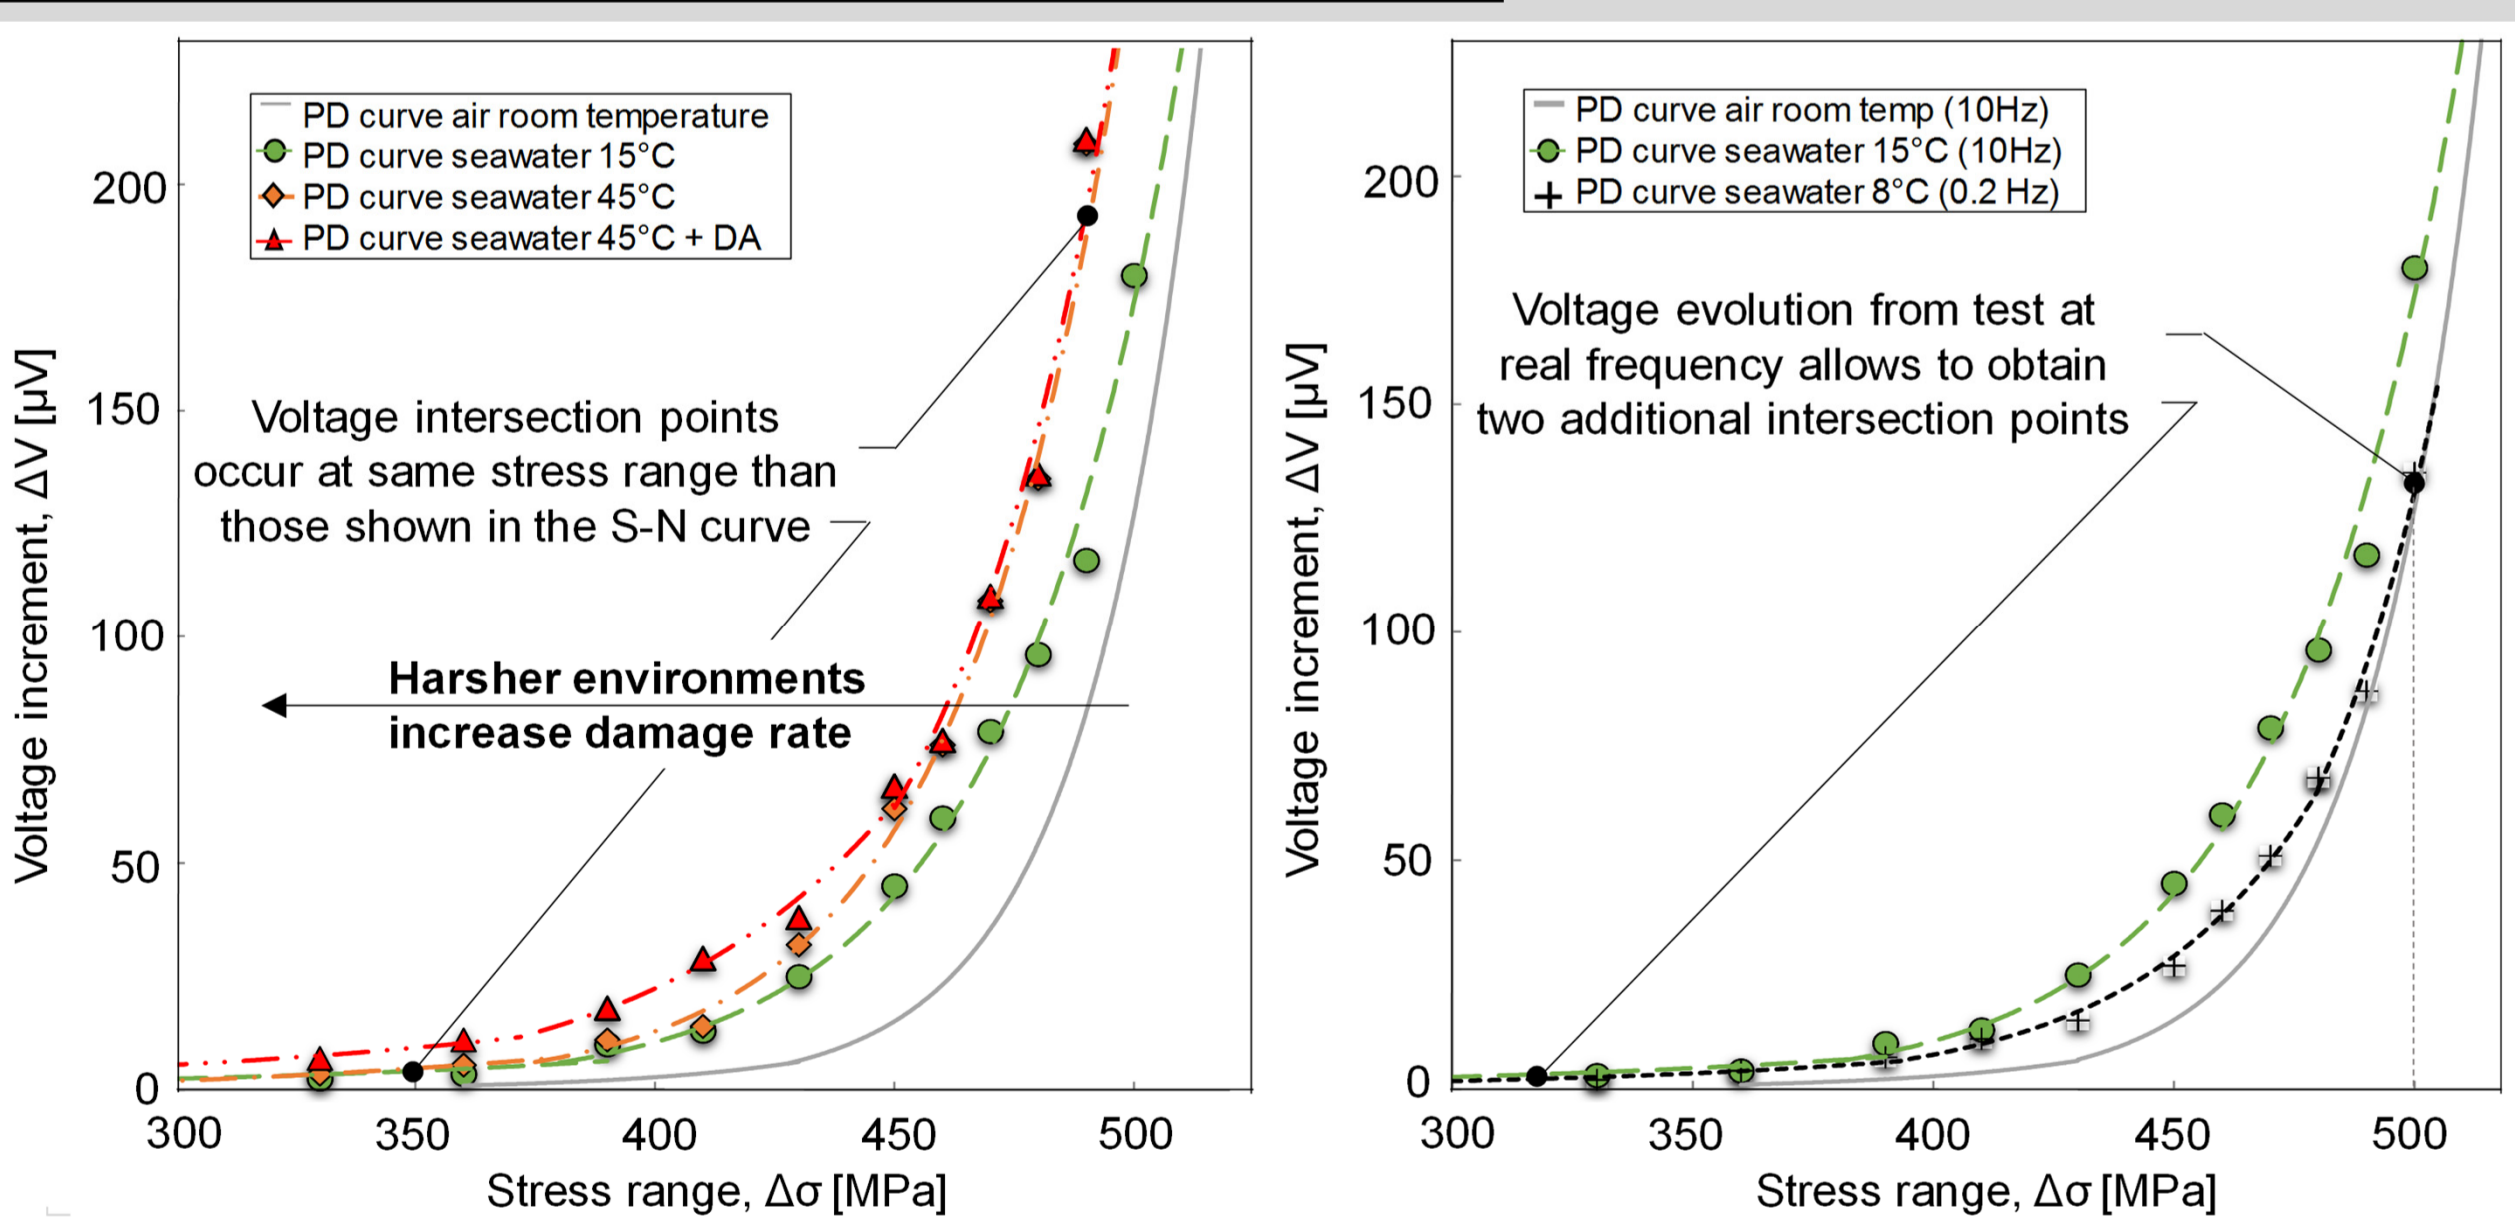 PD curve air room temperature
PD curve seawater 15°C
PD curve seawater 45°C
PD curve seawater 45°C + DA
Voltage intersection points
occur at same stress range than
those shown in the S-N curve
Harsher environments
increase damage rate
Voltage increment, ΔV [µV]
200
150
100
50
0
300
350
400
450
500
Stress range, Δσ [MPa]
PD curve air room temp (10Hz)
PD curve seawater 15°C (10Hz)
PD curve seawater 8°C (0.2 Hz)
Voltage evolution from test at
real frequency allows to obtain
two additional intersection points
Voltage increment, ΔV [µV]
200
150
100
50
0
300
350
400
450
500
Stress range, Δσ [MPa]